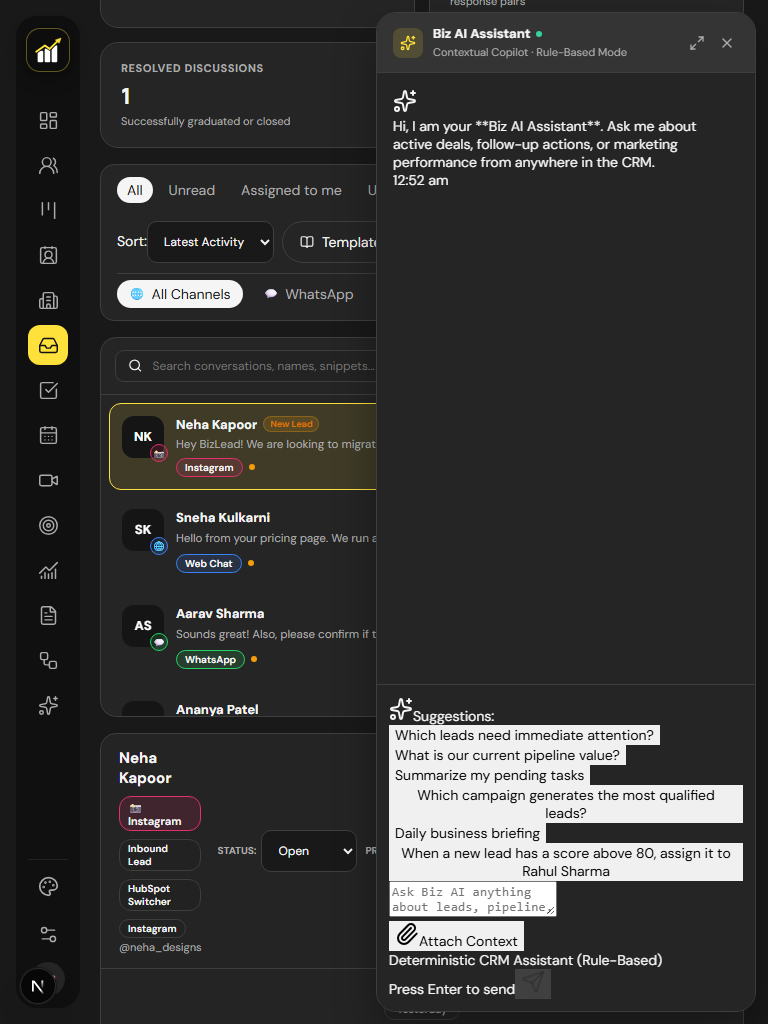 response pairs
RESOLVED DISCUSSIONS
1
Successfully graduated or closed
All Unread Assigned to me U
Sort: Latest Activity Template
All Channels WhatsApp
Search conversations, names, snippets...
Neha Kapoor New Lead
Hey BizLead! We are looking to migrat
Instagram
NK
Sneha Kulkarni
Hello from your pricing page. We run a
Web Chat
SK
Aarav Sharma
Sounds great! Also, please confirm if t
WhatsApp
AS
Ananya Patel
Neha
Kapoor
Instagram
Inbound
Lead
HubSpot
Switcher
Instagram
@neha_designs
STATUS: Open PR
Yesterday
N
Biz AI Assistant
Contextual Copilot · Rule-Based Mode
Hi, I am your **Biz AI Assistant**. Ask me about
active deals, follow-up actions, or marketing
performance from anywhere in the CRM.
12:52 am
Suggestions:
Which leads need immediate attention?
What is our current pipeline value?
Summarize my pending tasks
Which campaign generates the most qualified
leads?
Daily business briefing
When a new lead has a score above 80, assign it to
Rahul Sharma
Ask Biz AI anything
about leads, pipeline,
Attach Context
Deterministic CRM Assistant (Rule-Based)
Press Enter to send